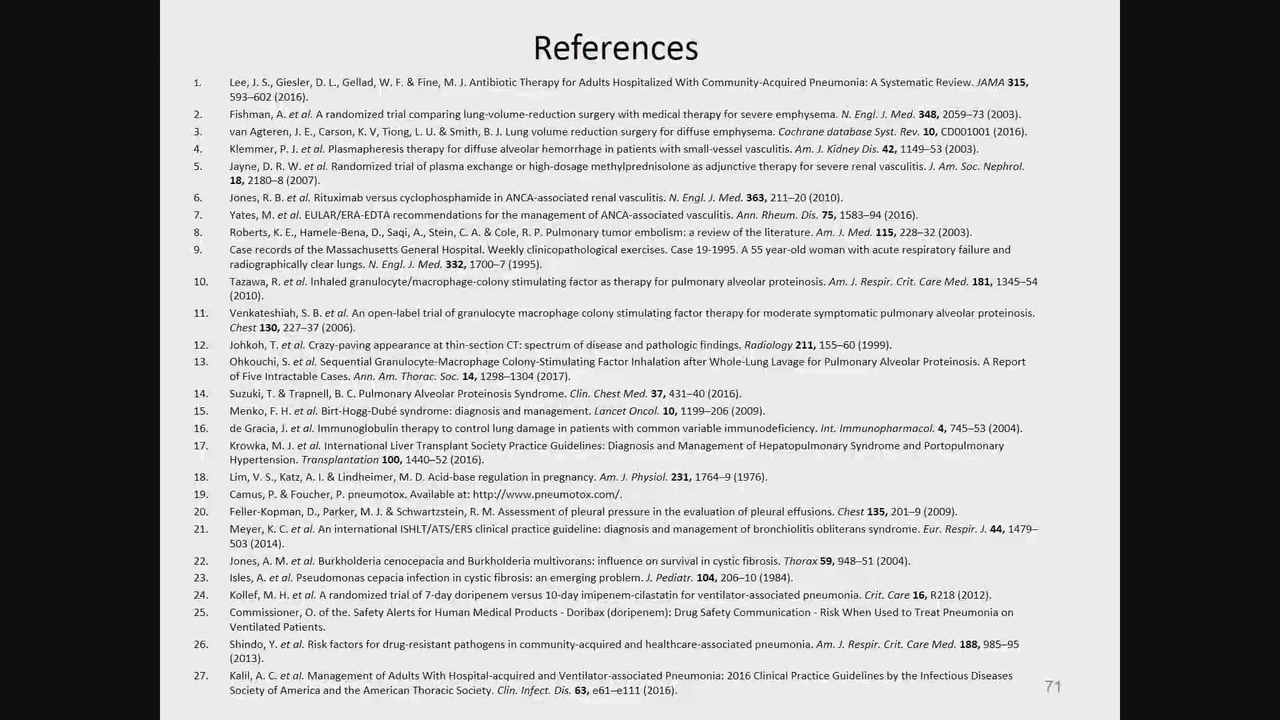 References
1. Lee, J. S., Giesler, D. L., Gellad, W. F. & Fine, M. J. Antibiotic Therapy for Adults Hospitalized With Community-Acquired Pneumonia: A Systematic Review. JAMA 315,
593–602 (2016).
2. Fishman, A. et al. A randomized trial comparing lung-volume-reduction surgery with medical therapy for severe emphysema. N. Engl. J. Med. 348, 2059–73 (2003).
3. van Agteren, J. E., Carson, K. V, Tiong, L. U. & Smith, B. J. Lung volume reduction surgery for diffuse emphysema. Cochrane database Syst. Rev. 10, CD001001 (2016).
4. Klemmer, P. J. et al. Plasmapheresis therapy for diffuse alveolar hemorrhage in patients with small-vessel vasculitis. Am. J. Kidney Dis. 42, 1149–53 (2003).
5. Jayne, D. R. W. et al. Randomized trial of plasma exchange or high-dosage methylprednisolone as adjunctive therapy for severe renal vasculitis. J. Am. Soc. Nephrol.
18, 2180–8 (2007).
6. Jones, R. B. et al. Rituximab versus cyclophosphamide in ANCA-associated renal vasculitis. N. Engl. J. Med. 363, 211–20 (2010).
7. Yates, M. et al. EULAR/ERA-EDTA recommendations for the management of ANCA-associated vasculitis. Ann. Rheum. Dis. 75, 1583–94 (2016).
8. Roberts, K. E., Hamele-Bena, D., Saqi, A., Stein, C. A. & Cole, R. P. Pulmonary tumor embolism: a review of the literature. Am. J. Med. 115, 228–32 (2003).
9. Case records of the Massachusetts General Hospital. Weekly clinicopathological exercises. Case 19-1995. A 55 year-old woman with acute respiratory failure and
radiographically clear lungs. N. Engl. J. Med. 332, 1700–7 (1995).
10. Tazawa, R. et al. Inhaled granulocyte/macrophage-colony stimulating factor as therapy for pulmonary alveolar proteinosis. Am. J. Respir. Crit. Care Med. 181, 1345–54
(2010).
11. Venkateshiah, S. B. et al. An open-label trial of granulocyte macrophage colony stimulating factor therapy for moderate symptomatic pulmonary alveolar proteinosis.
Chest 130, 227–37 (2006).
12. Johkoh, T. et al. Crazy-paving appearance at thin-section CT: spectrum of disease and pathologic findings. Radiology 211, 155–60 (1999).
13. Ohkouchi, S. et al. Sequential Granulocyte-Macrophage Colony-Stimulating Factor Inhalation after Whole-Lung Lavage for Pulmonary Alveolar Proteinosis. A Report
of Five Intractable Cases. Ann. Am. Thorac. Soc. 14, 1298–1304 (2017).
14. Suzuki, T. & Trapnell, B. C. Pulmonary Alveolar Proteinosis Syndrome. Clin. Chest Med. 37, 431–40 (2016).
15. Menko, F. H. et al. Birt-Hogg-Dubé syndrome: diagnosis and management. Lancet Oncol. 10, 1199–206 (2009).
16. de Gracia, J. et al. Immunoglobulin therapy to control lung damage in patients with common variable immunodeficiency. Int. Immunopharmacol. 4, 745–53 (2004).
17. Krowka, M. J. et al. International Liver Transplant Society Practice Guidelines: Diagnosis and Management of Hepatopulmonary Syndrome and Portopulmonary
Hypertension. Transplantation 100, 1440–52 (2016).
18. Lim, V. S., Katz, A. I. & Lindheimer, M. D. Acid-base regulation in pregnancy. Am. J. Physiol. 231, 1764–9 (1976).
19. Camus, P. & Foucher, P. pneumotox. Available at: http://www.pneumotox.com/.
20. Feller-Kopman, D., Parker, M. J. & Schwartzstein, R. M. Assessment of pleural pressure in the evaluation of pleural effusions. Chest 135, 201–9 (2009).
21. Meyer, K. C. et al. An international ISHLT/ATS/ERS clinical practice guideline: diagnosis and management of bronchiolitis obliterans syndrome. Eur. Respir. J. 44, 1479–
503 (2014).
22. Jones, A. M. et al. Burkholderia cenocepacia and Burkholderia multivorans: influence on survival in cystic fibrosis. Thorax 59, 948–51 (2004).
23. Isles, A. et al. Pseudomonas cepacia infection in cystic fibrosis: an emerging problem. J. Pediatr. 104, 206–10 (1984).
24. Kollef, M. H. et al. A randomized trial of 7-day doripenem versus 10-day imipenem-cilastatin for ventilator-associated pneumonia. Crit. Care 16, R218 (2012).
25. Commissioner, O. of the. Safety Alerts for Human Medical Products - Doribax (doripenem): Drug Safety Communication - Risk When Used to Treat Pneumonia on
Ventilated Patients.
26. Shindo, Y. et al. Risk factors for drug-resistant pathogens in community-acquired and healthcare-associated pneumonia. Am. J. Respir. Crit. Care Med. 188, 985–95
(2013).
27. Kalil, A. C. et al. Management of Adults With Hospital-acquired and Ventilator-associated Pneumonia: 2016 Clinical Practice Guidelines by the Infectious Diseases
Society of America and the American Thoracic Society. Clin. Infect. Dis. 63, e61–e111 (2016).
71